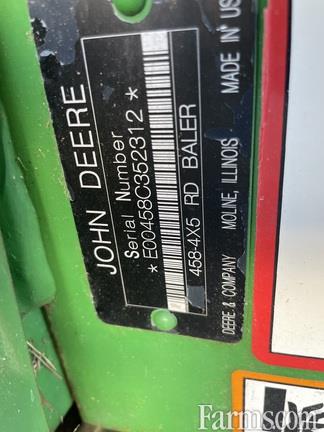 JOHN DEERE
Serial Number
* E00458C352312 *
458-4X5 RD BALER
DEERE & COMPANY MOLINE, ILLINOIS MADE IN US
Farms.com